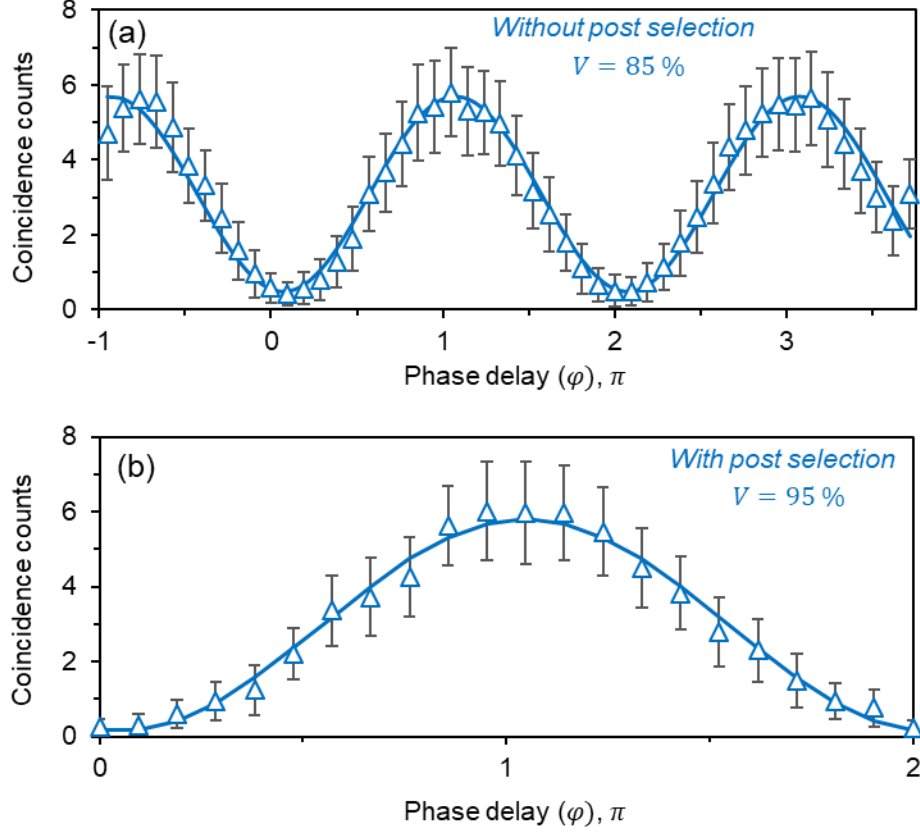 (a)
Without post selection
V = 85 %
Coincidence counts
8
6
4
2
0
-1
0
1
2
3
Phase delay (φ), π
(b)
With post selection
V = 95 %
Coincidence counts
8
6
4
2
0
0
1
2
Phase delay (φ), π